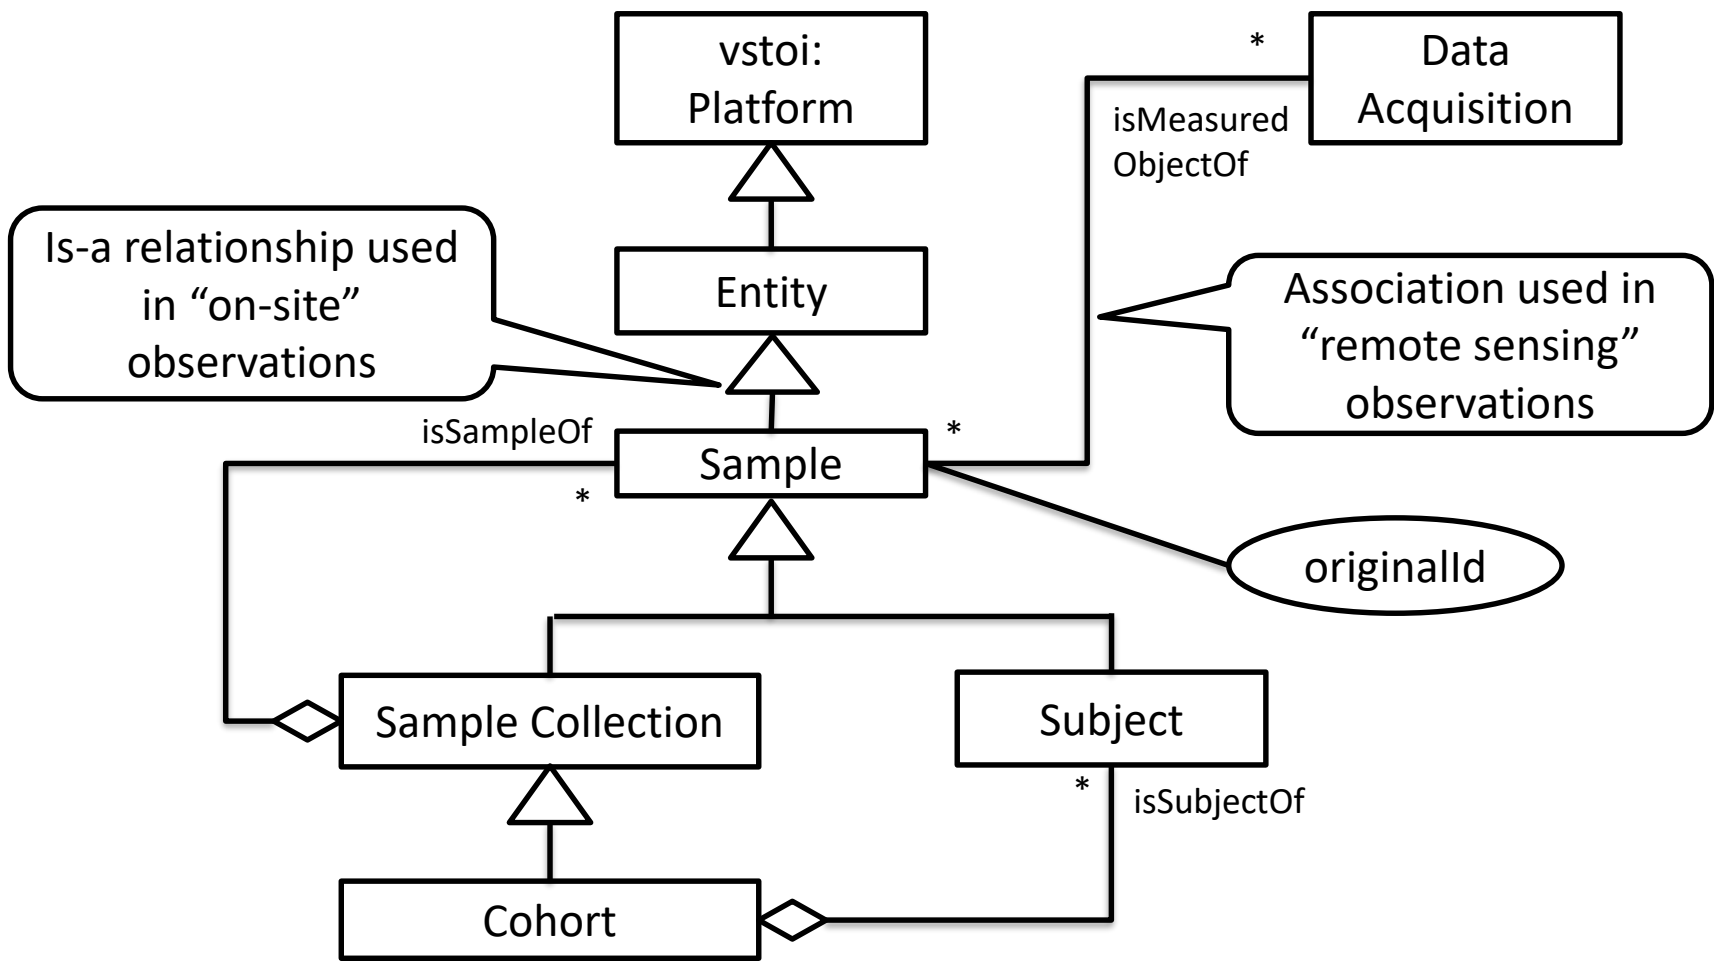 vstoi:
Platform
*
Data
Acquisition
isMeasured
ObjectOf
Is-a relationship used
in “on-site”
observations
Entity
Association used in
“remote sensing”
observations
isSampleOf
*
Sample
*
originalId
Sample Collection
Subject
*
isSubjectOf
Cohort